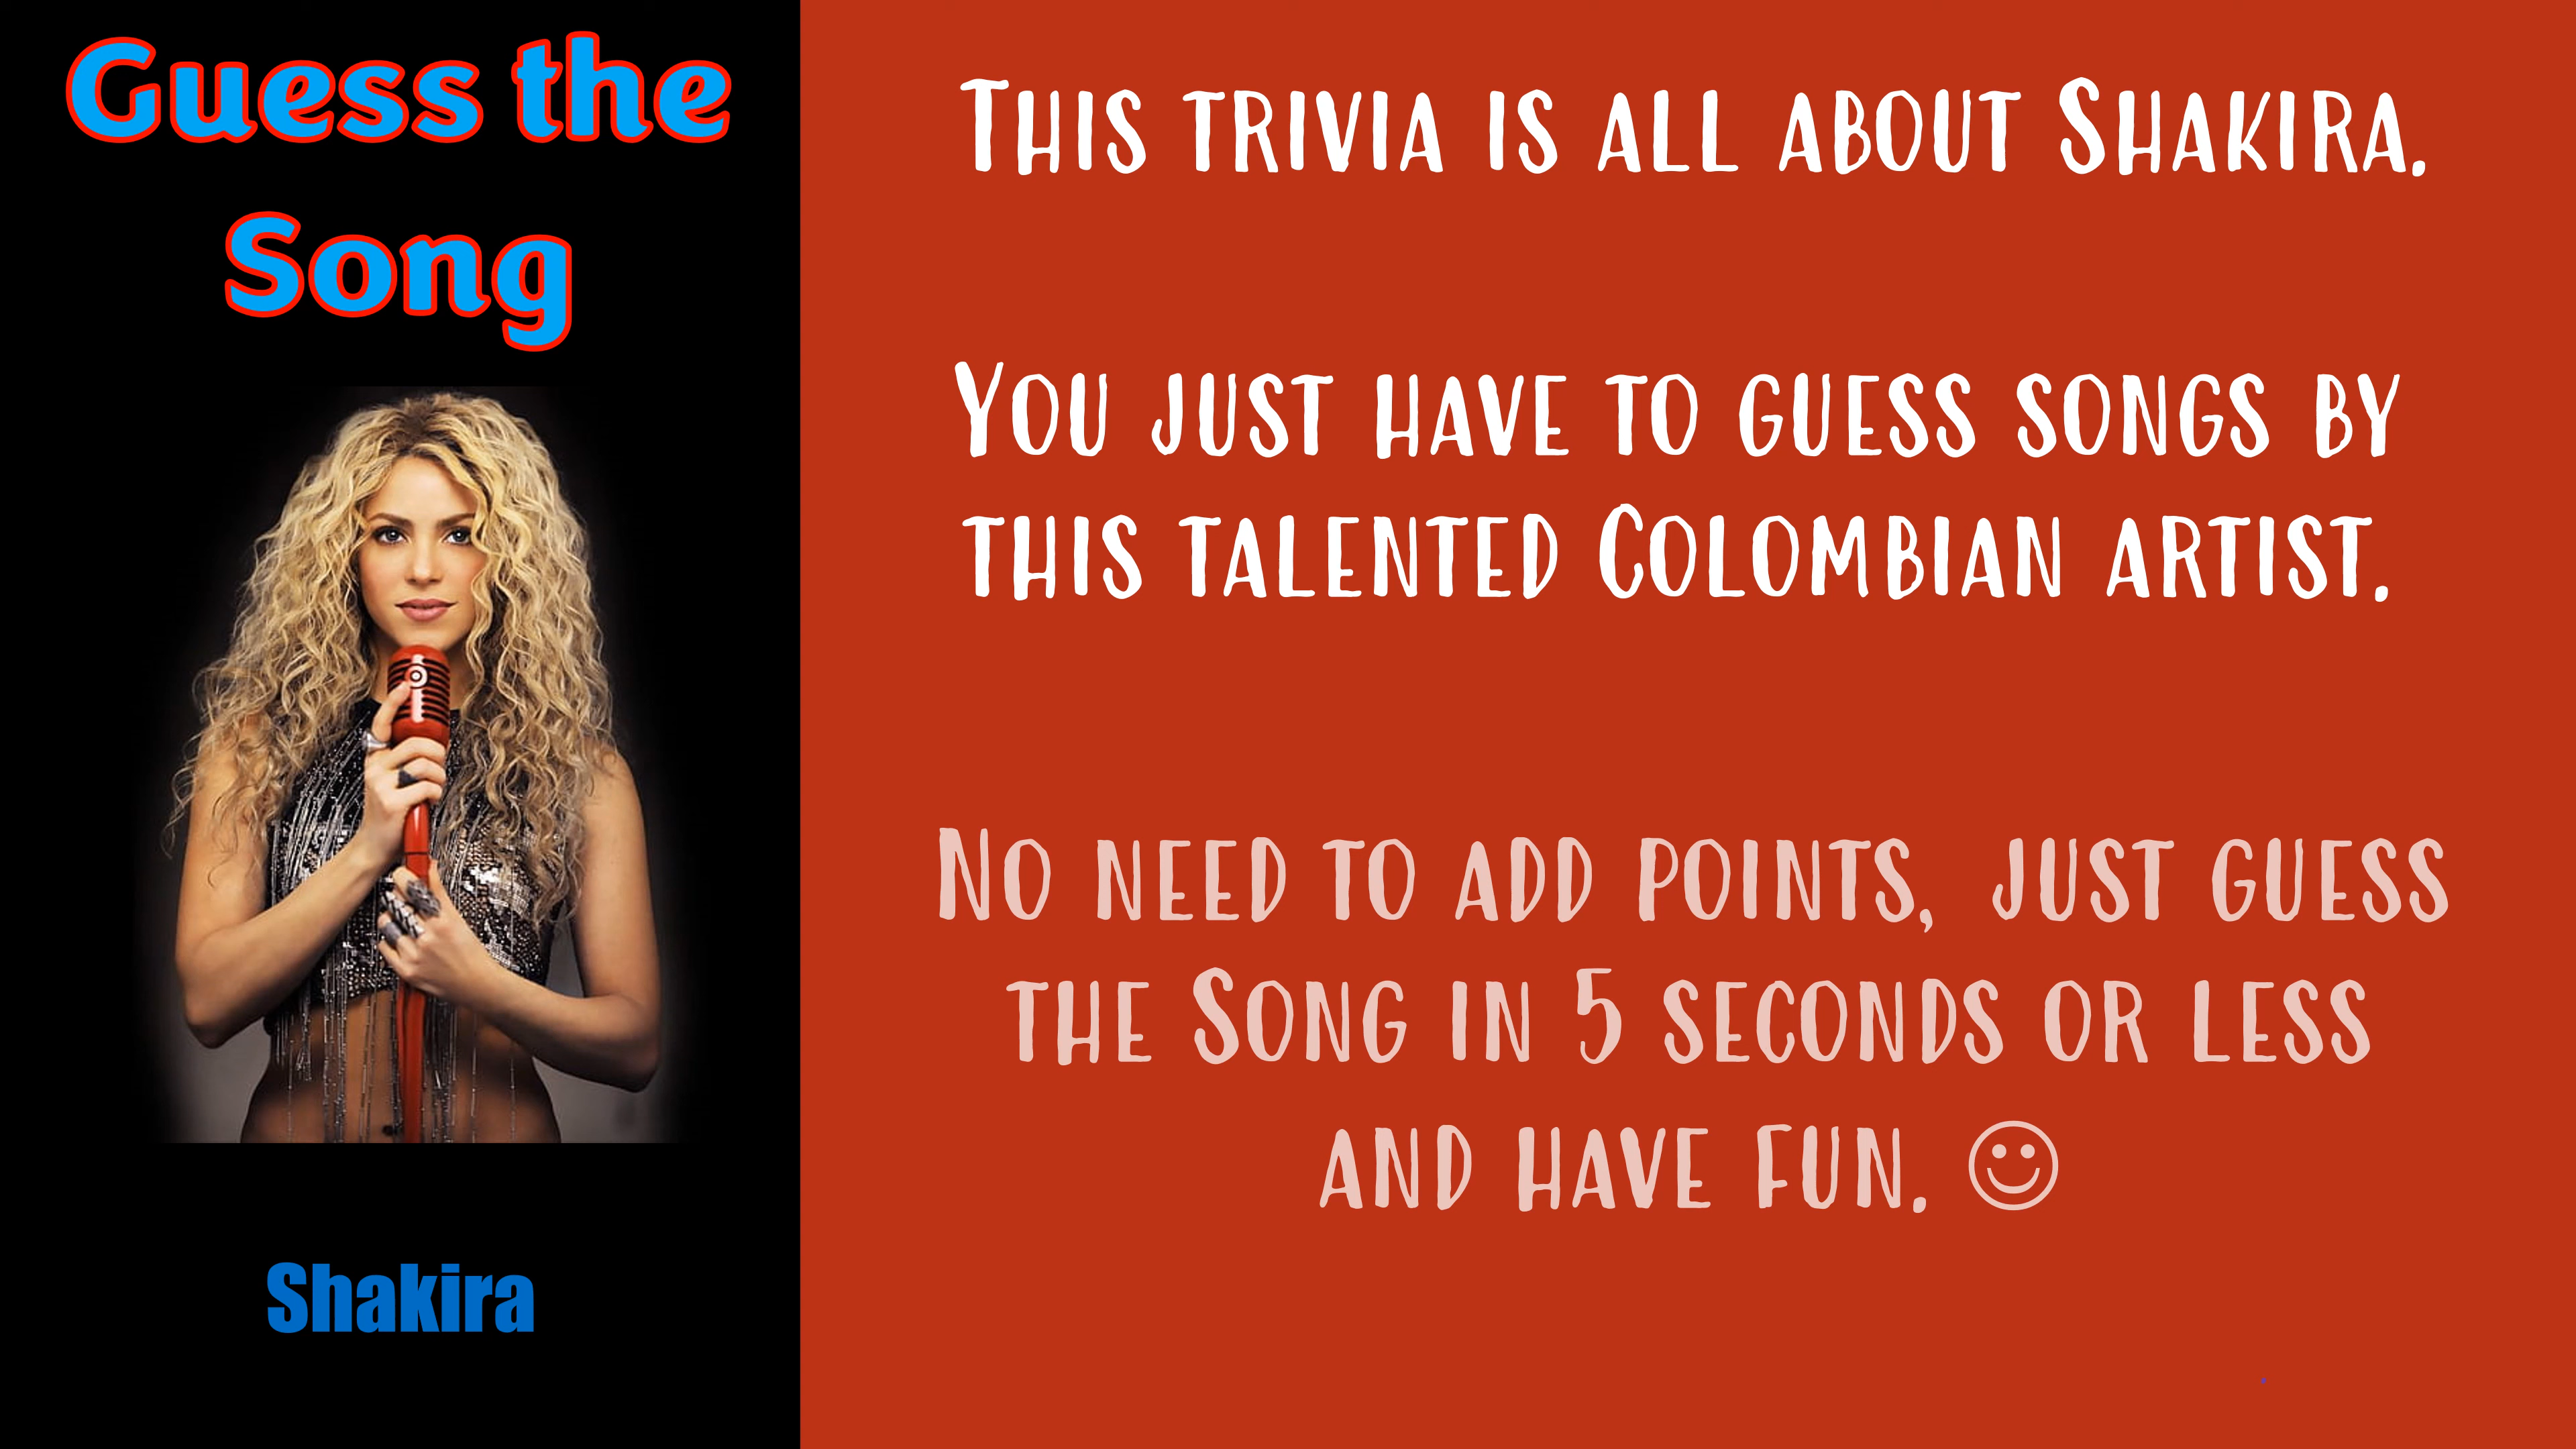 Guess the
Song
Shakira
This trivia is all about Shakira.
You just have to guess songs by
this talented Colombian artist.
No need to add points, just guess
the Song in 5 seconds or less
and have fun. ☺